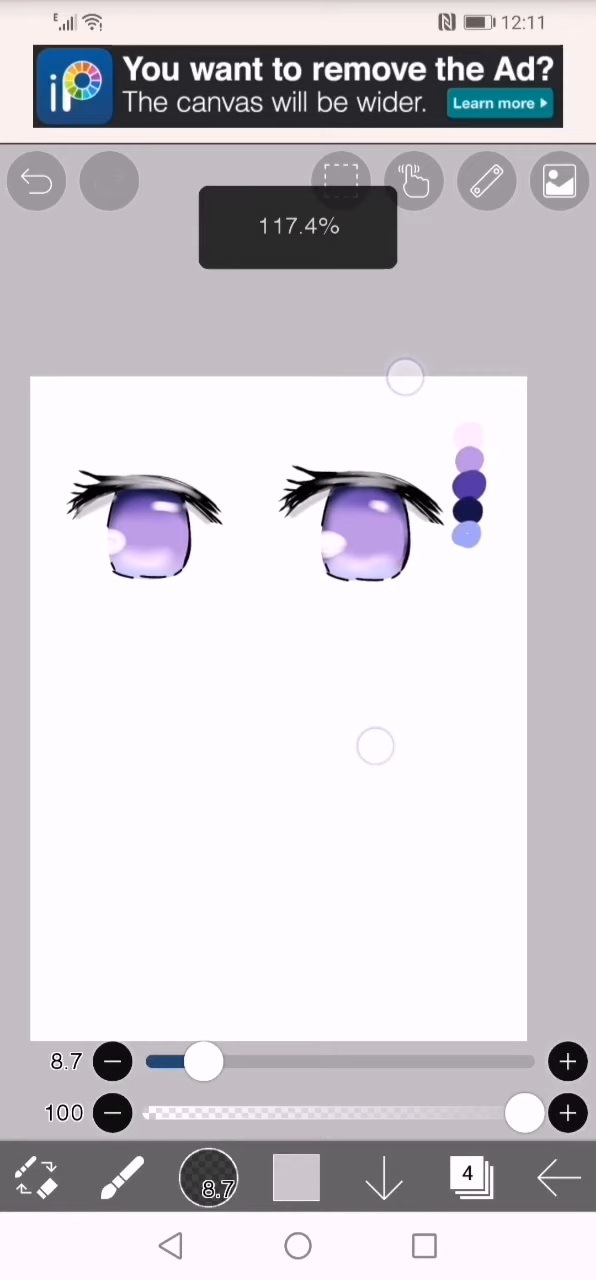 E
12:11
iP
You want to remove the Ad?
The canvas will be wider.
Learn more
117.4%
8.7
100
8.7
4